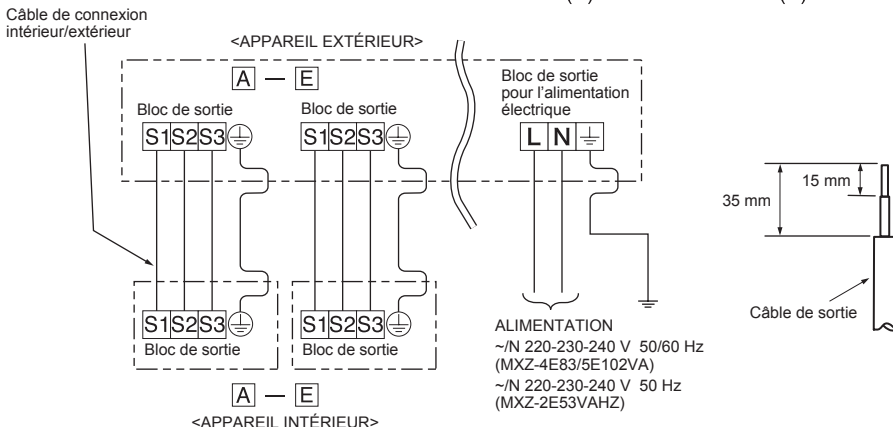 Câble de connexion
intérieur/extérieur
<APPAREIL EXTÉRIEUR>
A — E
Bloc de sortie
S1 S2 S3
Bloc de sortie
S1 S2 S3
Bloc de sortie
pour l'alimentation
électrique
L N
35 mm
15 mm
Câble de sortie
S1 S2 S3
Bloc de sortie
S1 S2 S3
Bloc de sortie
A — E
<APPAREIL INTÉRIEUR>
ALIMENTATION
~/N 220-230-240 V 50/60 Hz
(MXZ-4E83/5E102VA)
~/N 220-230-240 V 50 Hz
(MXZ-2E53VAHZ)